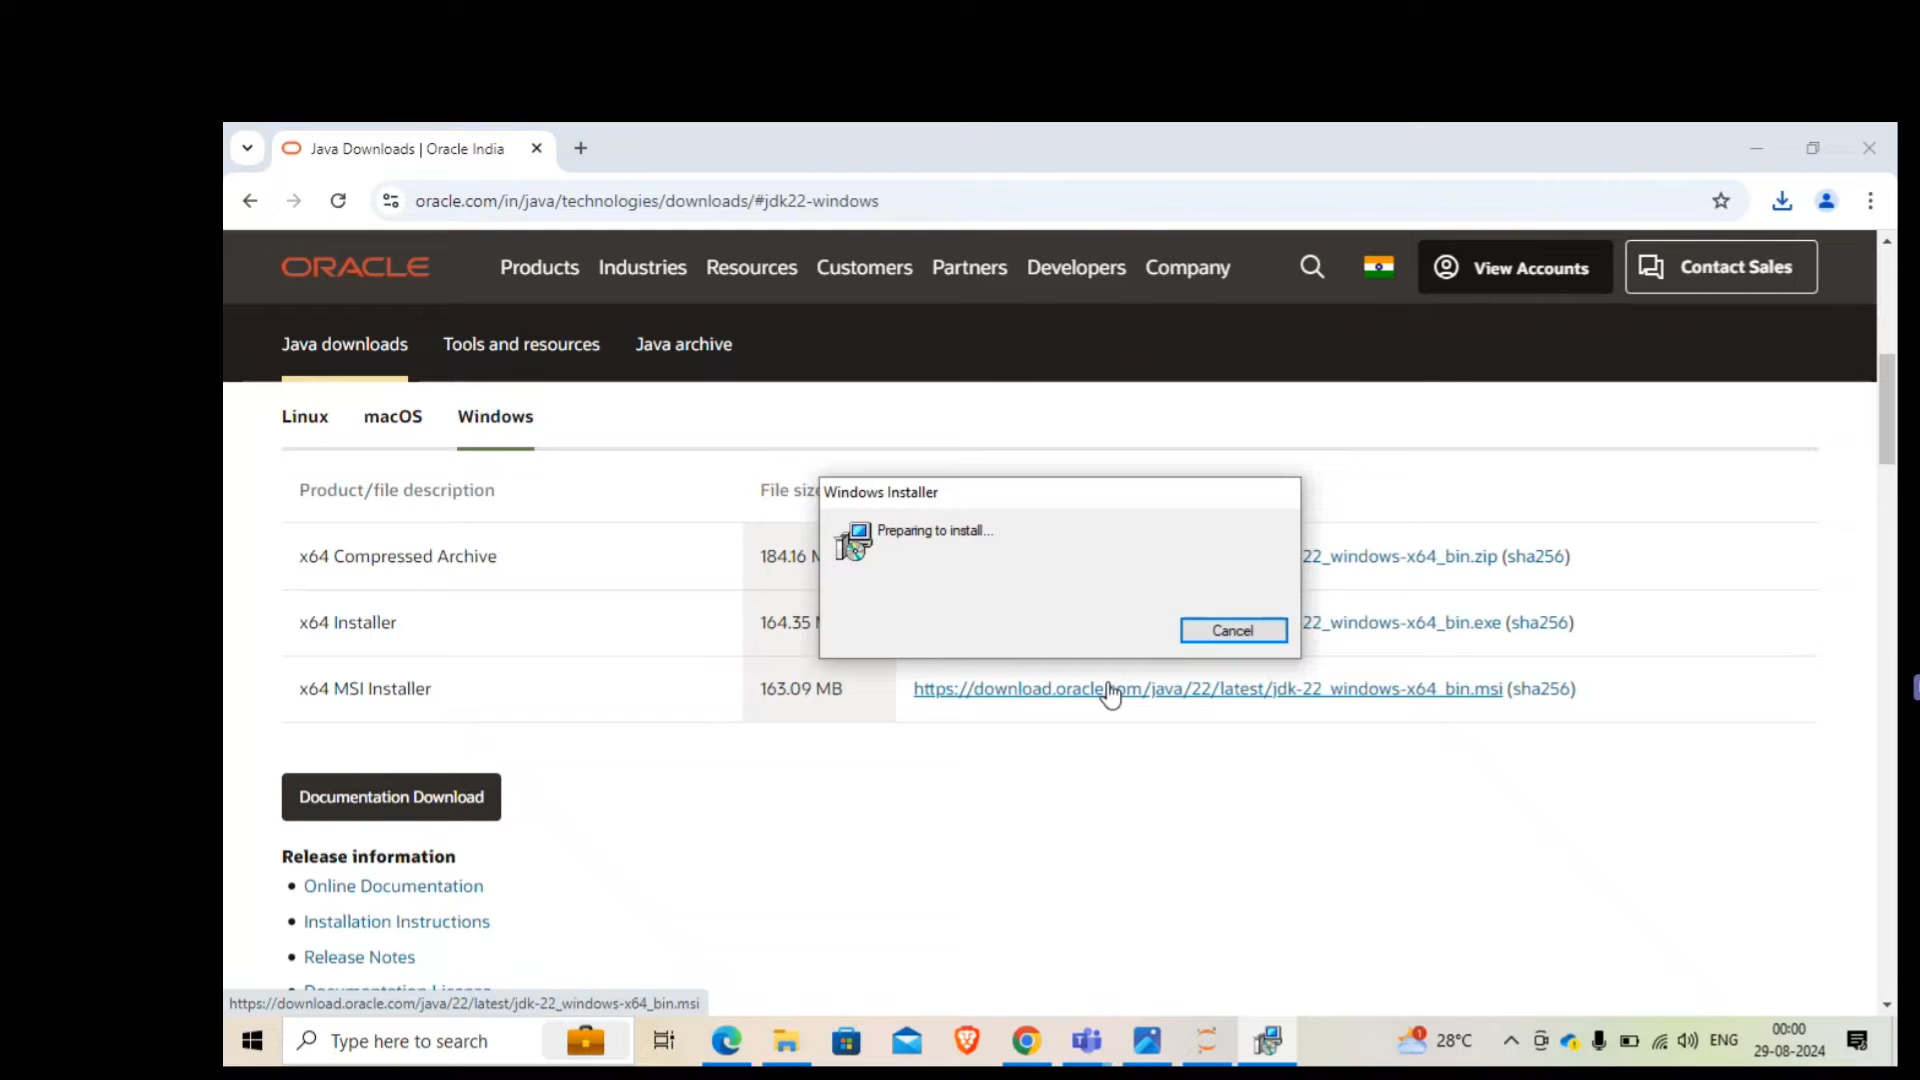 Java Downloads | Oracle India
oracle.com/in/java/technologies/downloads/#jdk22-windows
ORACLE Products Industries Resources Customers Partners Developers Company View Accounts Contact Sales
Java downloads Tools and resources Java archive
Linux macOS Windows
Product/file description File size
Windows Installer
Preparing to install...
x64 Compressed Archive 184.16 22_windows-x64_bin.zip (sha256)
x64 Installer 164.35 22_windows-x64_bin.exe (sha256)
Cancel
x64 MSI Installer 163.09 MB https://download.oracle.com/java/22/latest/jdk-22_windows-x64_bin.msi (sha256)
Documentation Download
Release information
Online Documentation
Installation Instructions
Release Notes
https://download.oracle.com/java/22/latest/jdk-22_windows-x64_bin.msi
Type here to search
1
28°C ENG
00:00
29-08-2024